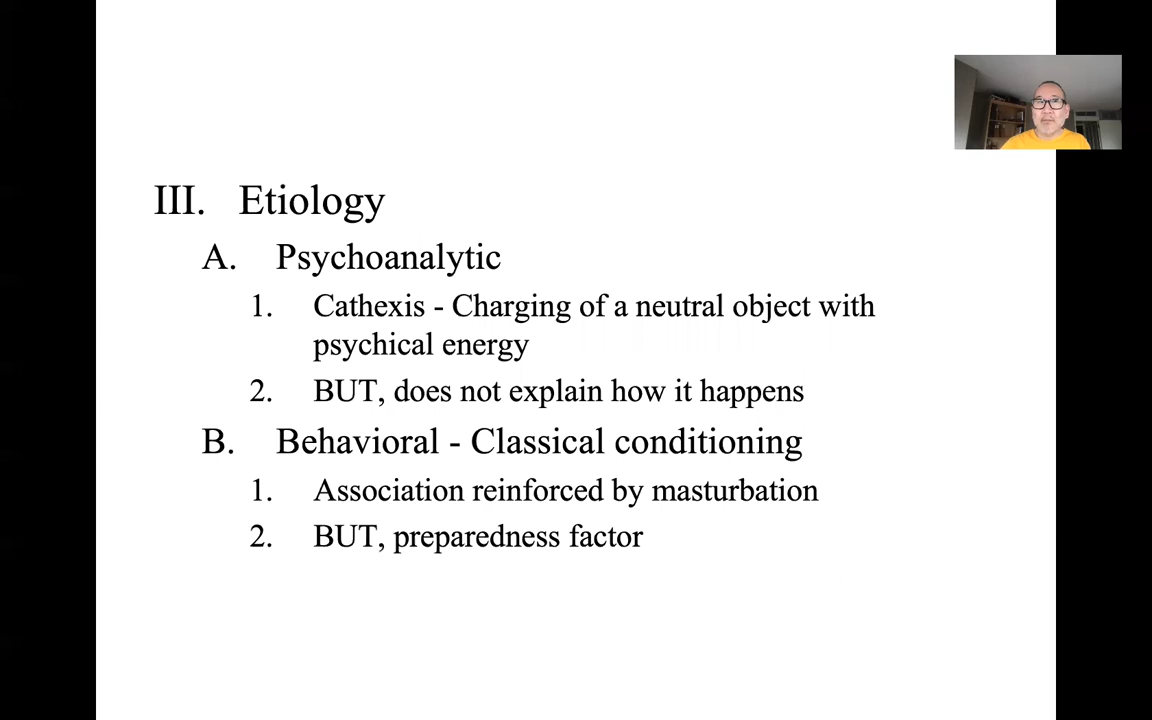 III. Etiology
A. Psychoanalytic
1. Cathexis - Charging of a neutral object with
psychical energy
2. BUT, does not explain how it happens
B. Behavioral - Classical conditioning
1. Association reinforced by masturbation
2. BUT, preparedness factor